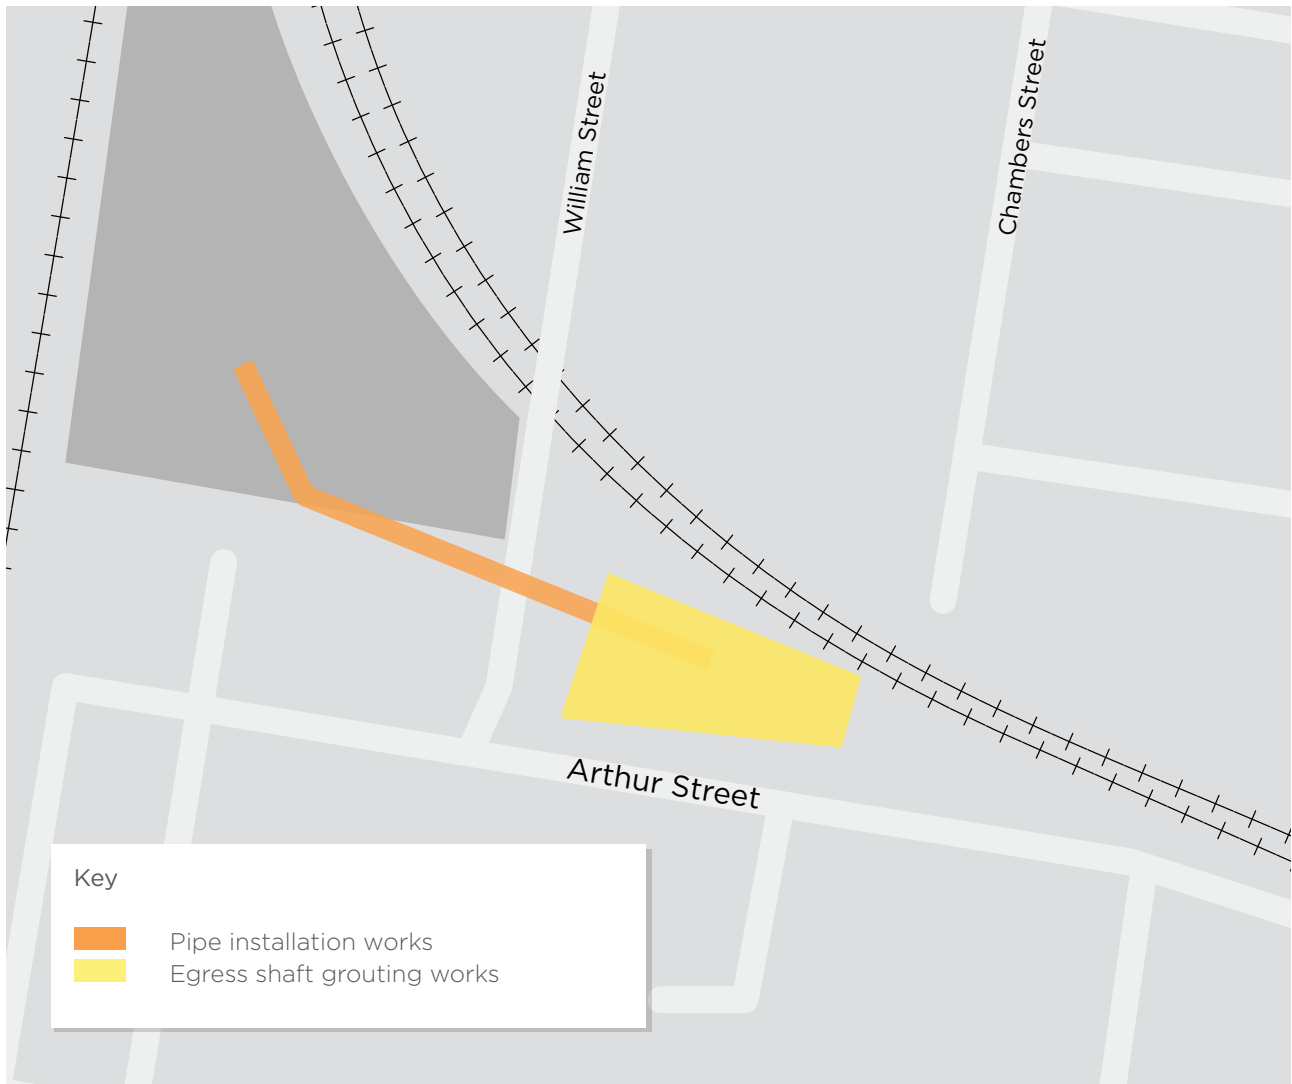 William Street
Chambers Street
Arthur Street
Key
Pipe installation works
Egress shaft grouting works